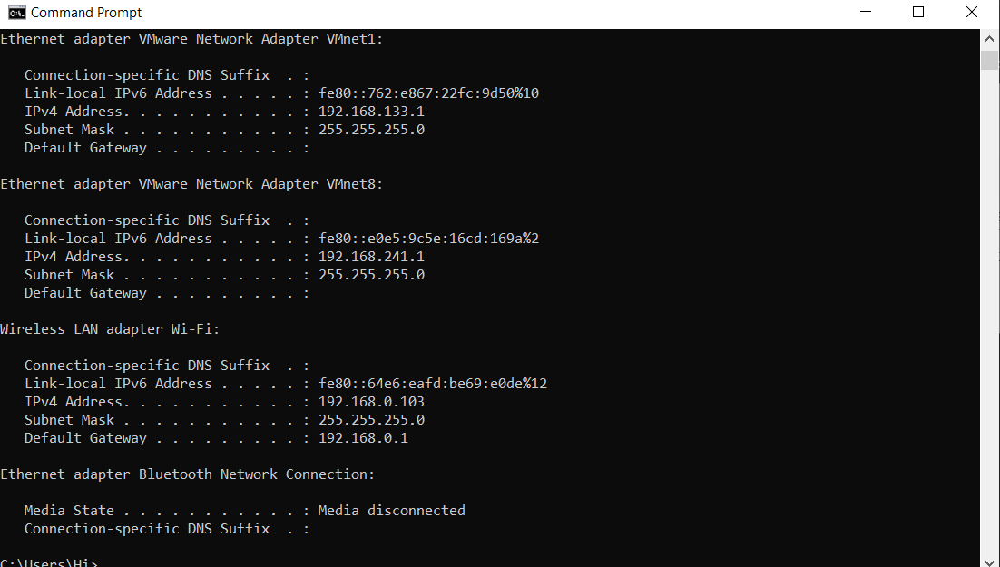 Command Prompt
Ethernet adapter VMware Network Adapter VMnet1:
Connection-specific DNS Suffix  . :
Link-local IPv6 Address . . . . . : fe80::762:e867:22fc:9d50%10
IPv4 Address. . . . . . . . . . . : 192.168.133.1
Subnet Mask . . . . . . . . . . . : 255.255.255.0
Default Gateway . . . . . . . . . :
Ethernet adapter VMware Network Adapter VMnet8:
Connection-specific DNS Suffix  . :
Link-local IPv6 Address . . . . . : fe80::e0e5:9c5e:16cd:169a%2
IPv4 Address. . . . . . . . . . . : 192.168.241.1
Subnet Mask . . . . . . . . . . . : 255.255.255.0
Default Gateway . . . . . . . . . :
Wireless LAN adapter Wi-Fi:
Connection-specific DNS Suffix  . :
Link-local IPv6 Address . . . . . : fe80::64e6:eafd:be69:e0de%12
IPv4 Address. . . . . . . . . . . : 192.168.0.103
Subnet Mask . . . . . . . . . . . : 255.255.255.0
Default Gateway . . . . . . . . . : 192.168.0.1
Ethernet adapter Bluetooth Network Connection:
Media State . . . . . . . . . . . : Media disconnected
Connection-specific DNS Suffix  . :
C:\Users\Hi>